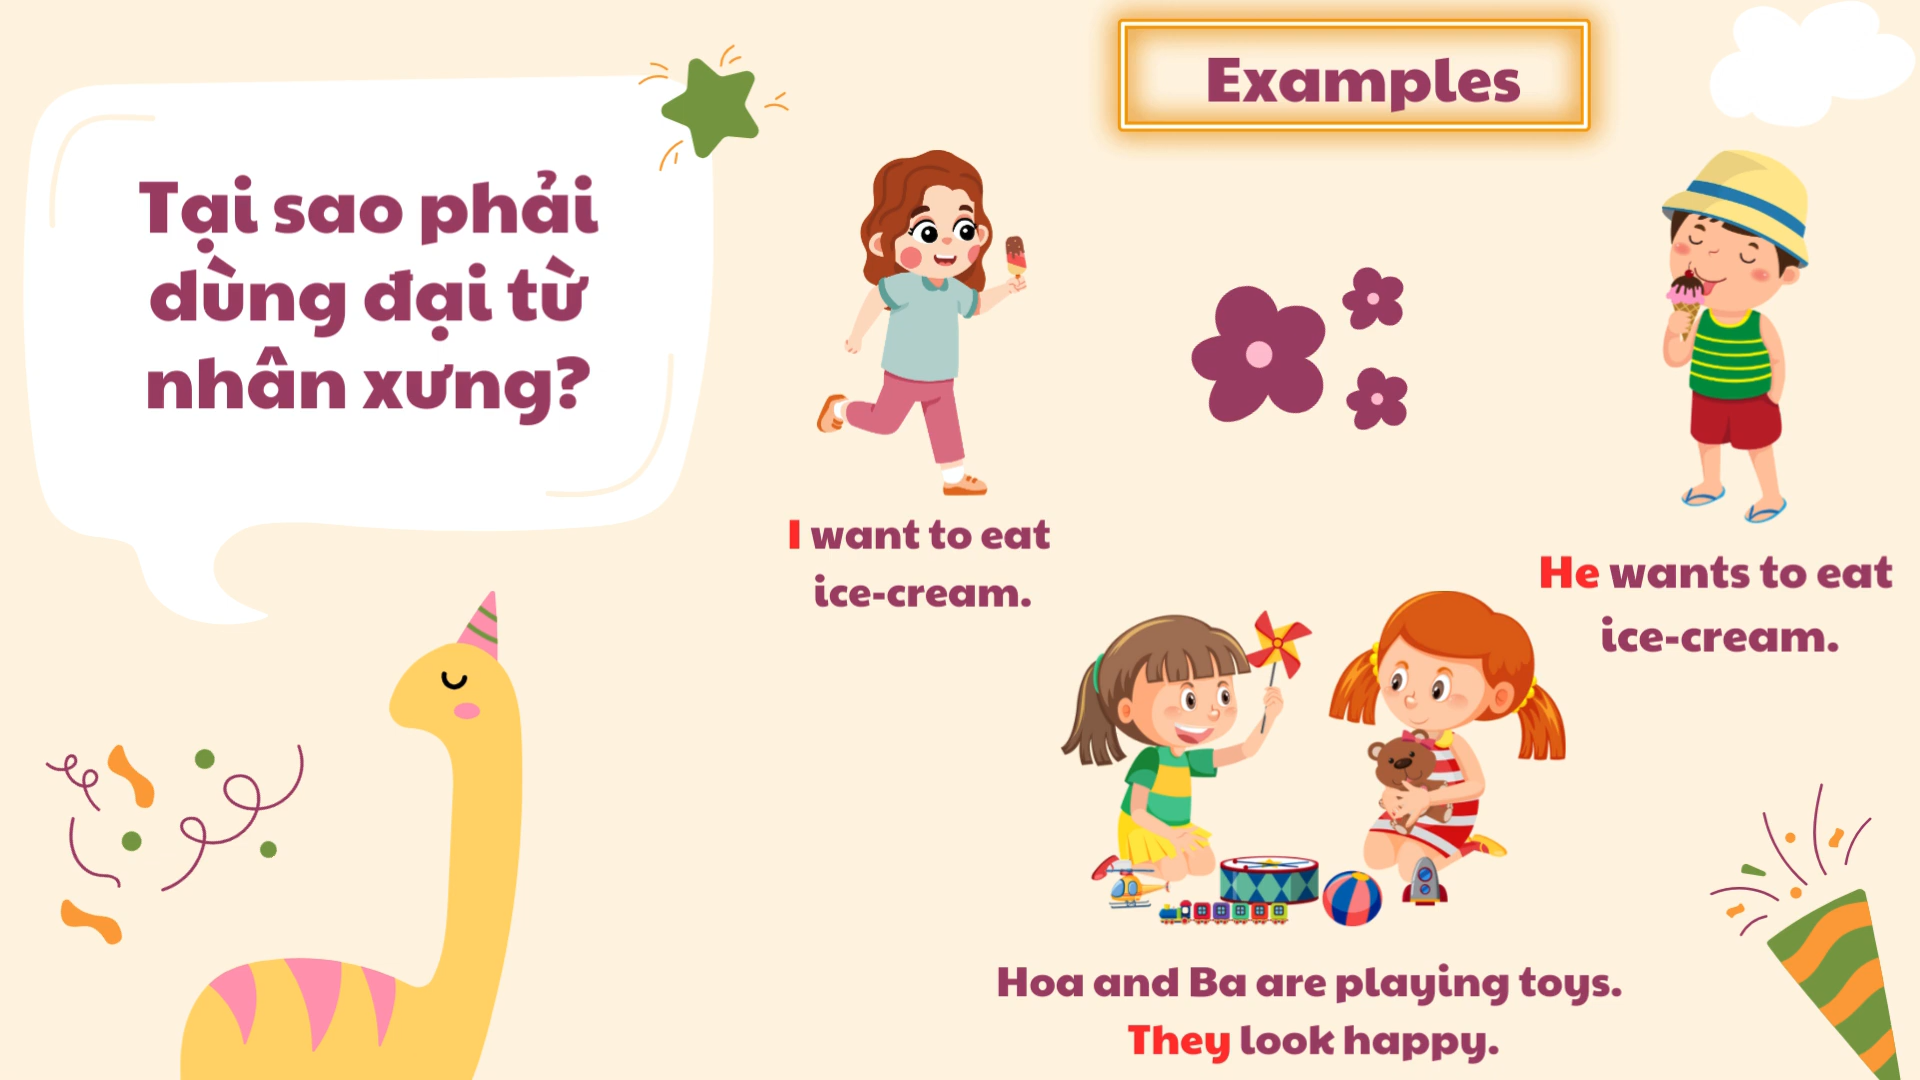 Tại sao phải
dùng đại từ
nhân xưng?
Examples
I want to eat
ice-cream.
He wants to eat
ice-cream.
Hoa and Ba are playing toys.
They look happy.